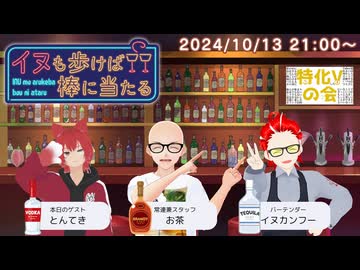 イヌも歩けば
INU mo arukeba
棒に当たる
bou ni ataru
2024/10/13 21:00～
特化V
の会
本日のゲスト
とんてき
VODKA
常連兼スタッフ
お茶
BRANDY
バーテンダー
イヌカンフー
TEQUILA